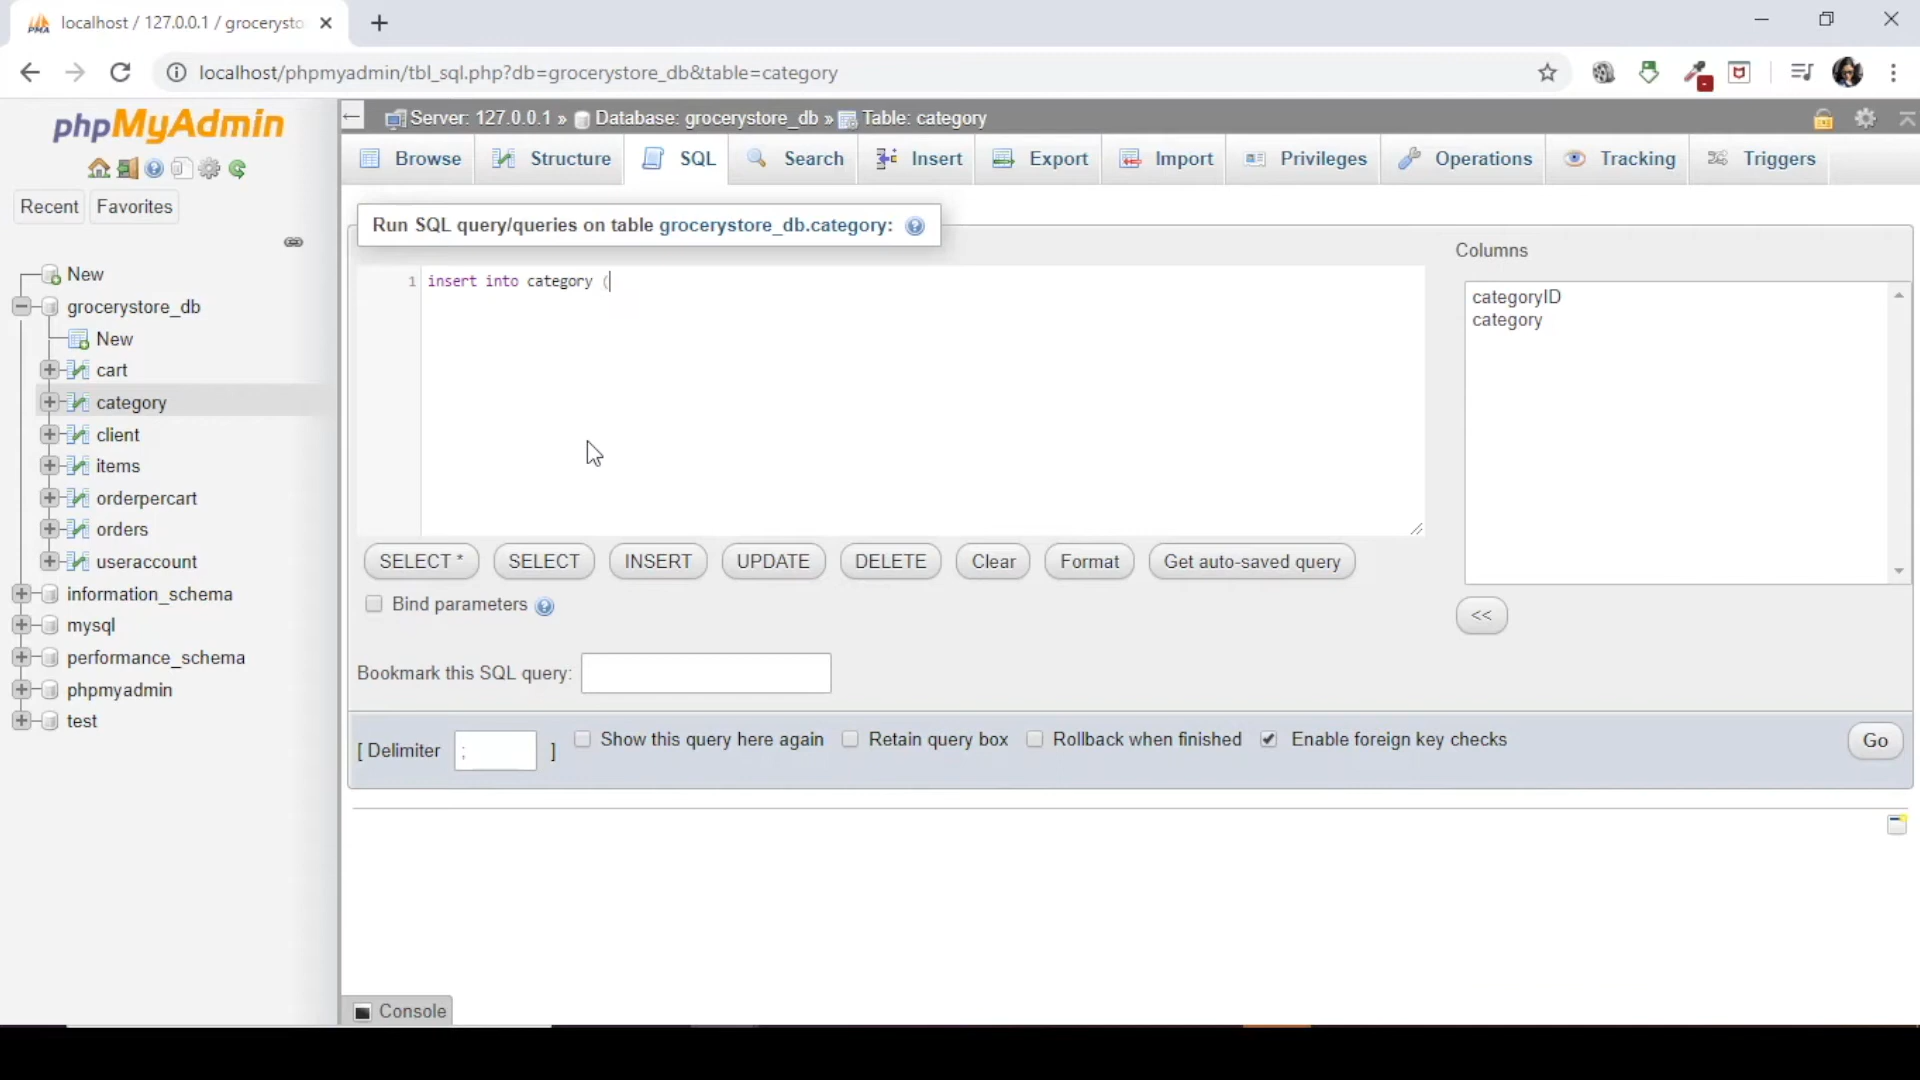 localhost / 127.0.0.1 / grocerysto
localhost/phpmyadmin/tbl_sql.php?db=grocerystore_db&table=category
phpMyAdmin
Recent Favorites
New
grocerystore_db
New
cart
category
client
items
orderpercart
orders
useraccount
information_schema
mysql
performance_schema
phpmyadmin
test
Server: 127.0.0.1 » Database: grocerystore_db » Table: category
Browse Structure SQL Search Insert Export Import Privileges Operations Tracking Triggers
Run SQL query/queries on table grocerystore_db.category:
1 insert into category (
Columns
categoryID
category
SELECT * SELECT INSERT UPDATE DELETE Clear Format Get auto-saved query
<<
Bind parameters
Bookmark this SQL query:
[ Delimiter ; ] Show this query here again Retain query box Rollback when finished Enable foreign key checks Go
Console